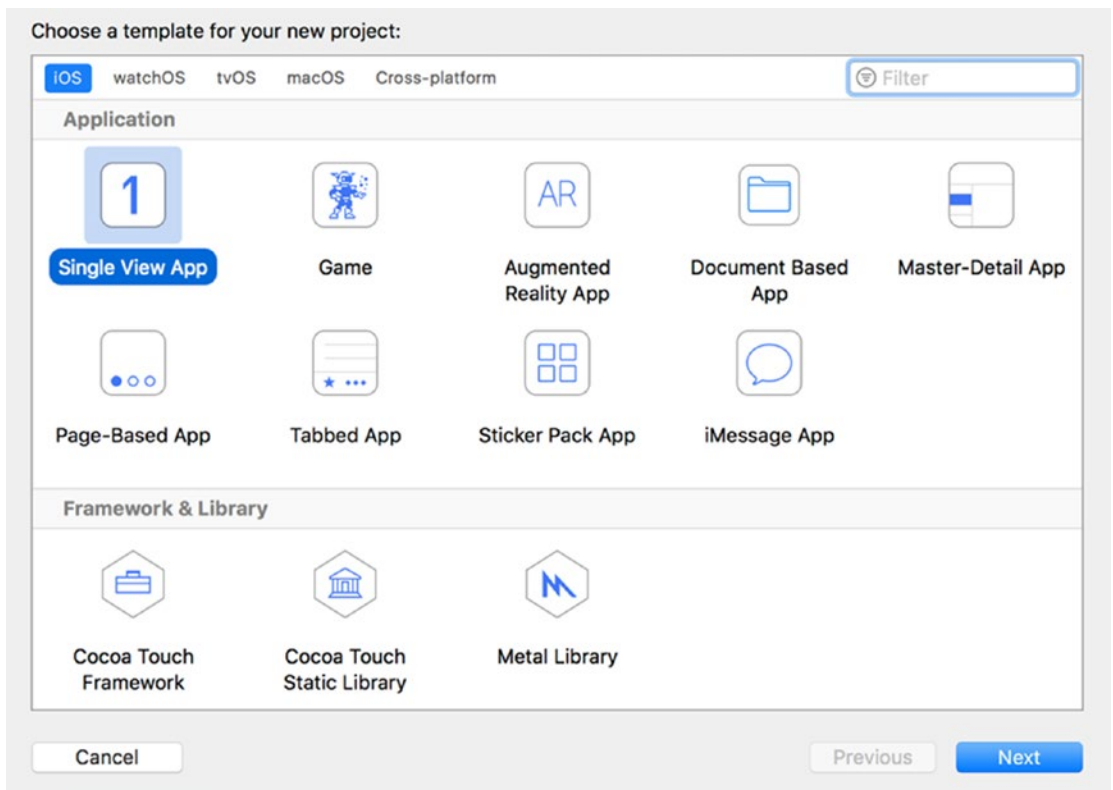 Choose a template for your new project:
iOS watchOS tvOS macOS Cross-platform Filter
Application
1 AR
Single View App Game Augmented Reality App Document Based App Master-Detail App
Page-Based App Tabbed App Sticker Pack App iMessage App
Framework & Library
Cocoa Touch Framework Cocoa Touch Static Library Metal Library
Cancel Previous Next